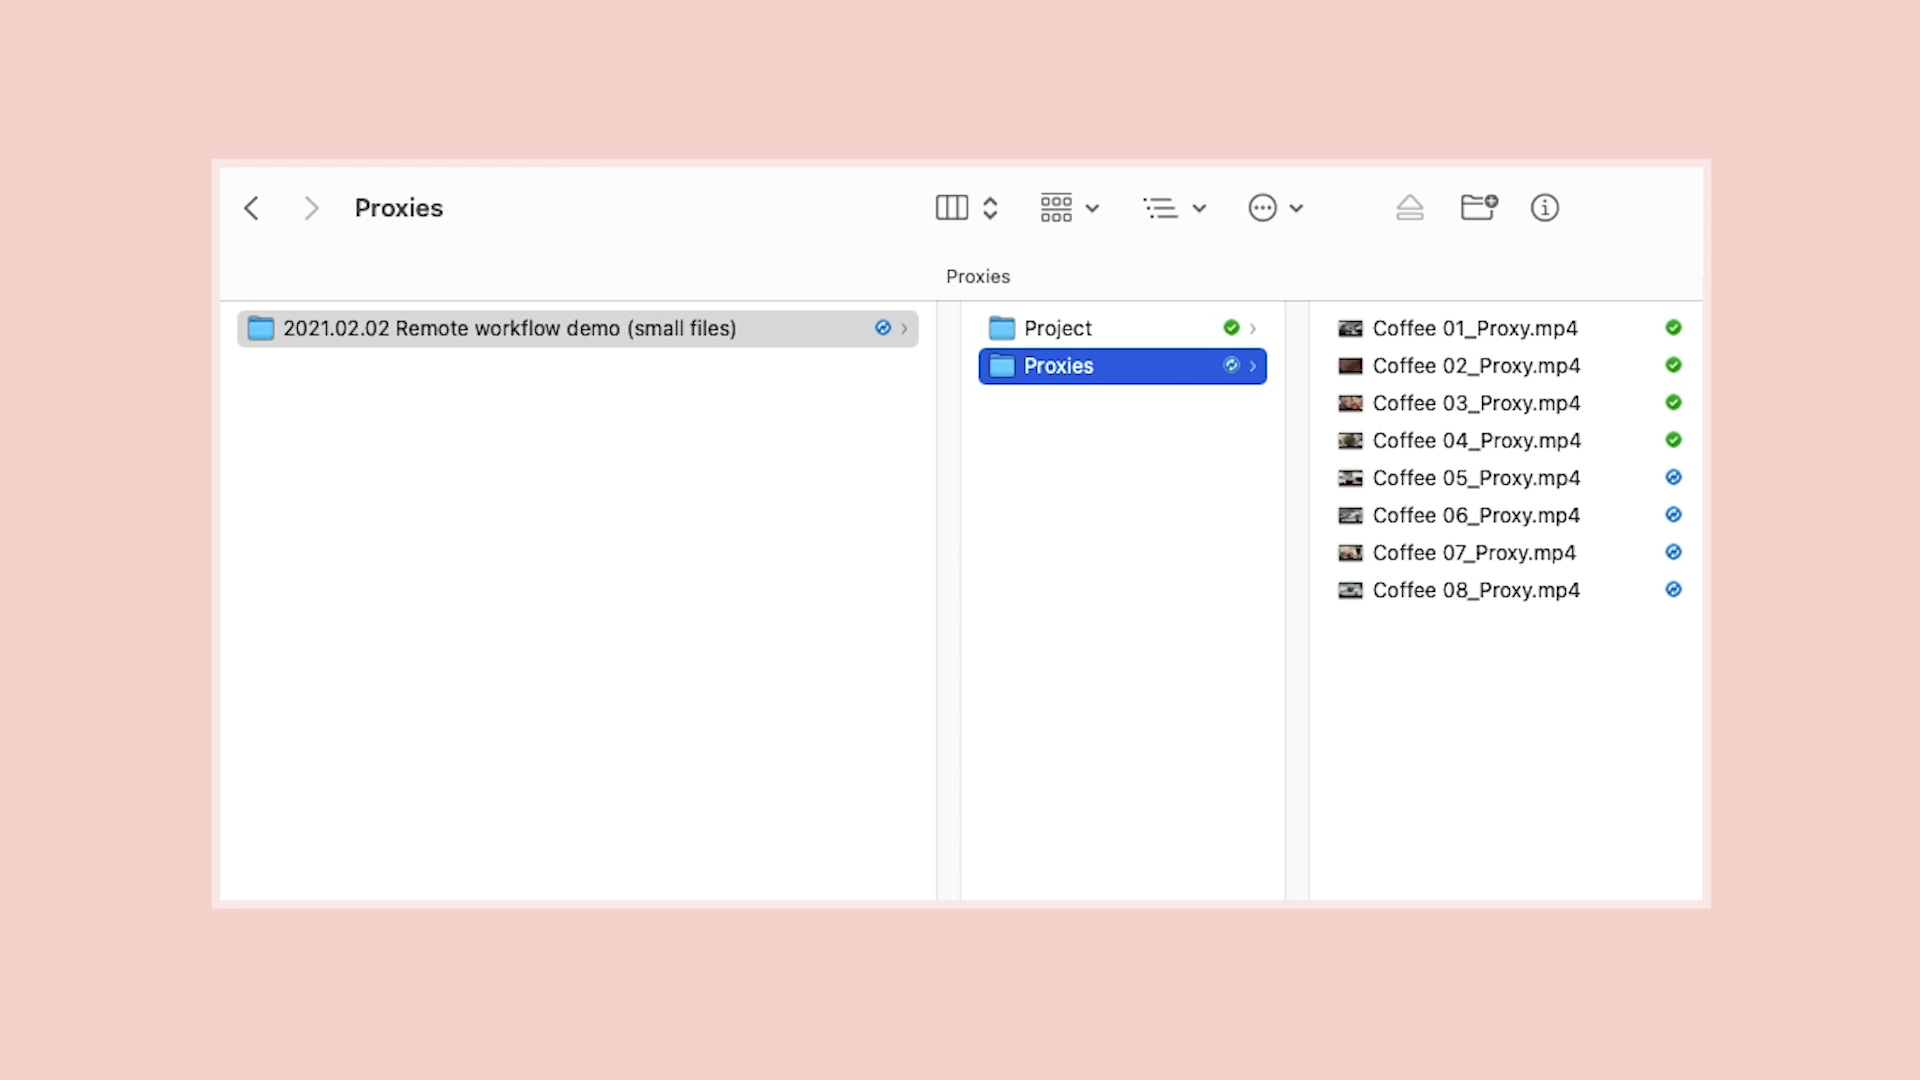 Proxies
Proxies
2021.02.02 Remote workflow demo (small files)
Project
Proxies
Coffee 01_Proxy.mp4
Coffee 02_Proxy.mp4
Coffee 03_Proxy.mp4
Coffee 04_Proxy.mp4
Coffee 05_Proxy.mp4
Coffee 06_Proxy.mp4
Coffee 07_Proxy.mp4
Coffee 08_Proxy.mp4